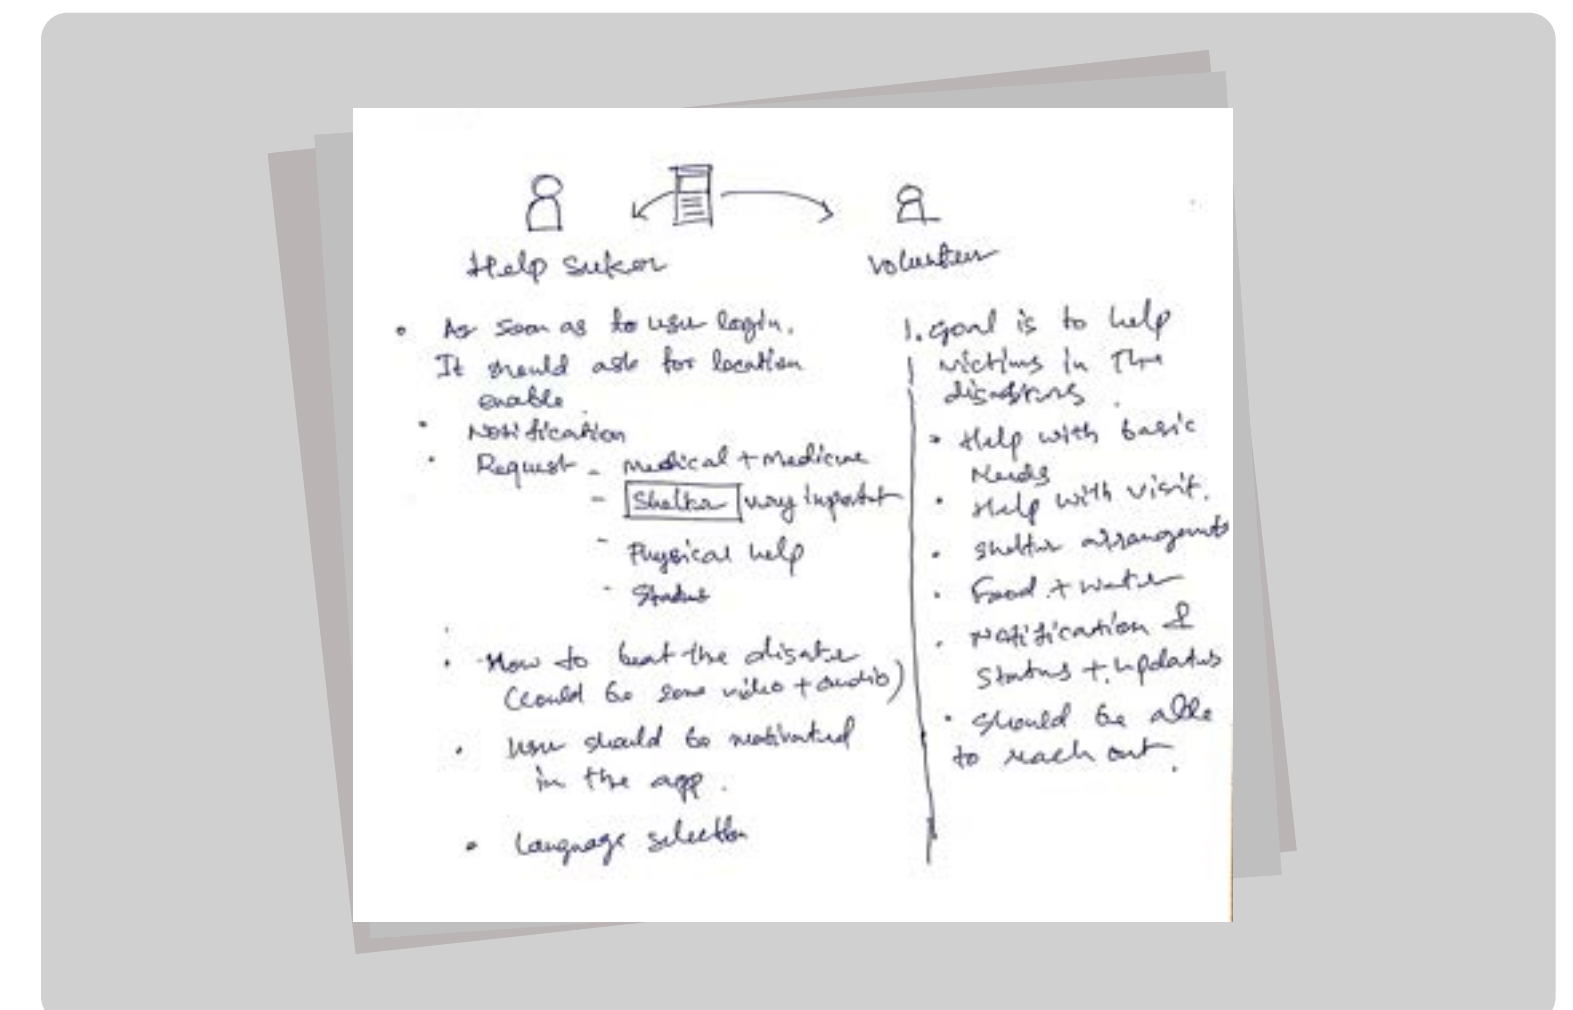 Help Seeker
Volunteer
• As soon as to user login.
It should ask for location
enable
• Notification
• Request - Medical + Medicine
- Shelter very important
- Physical help
- Status
• How to beat the disaster
(could be some video + audio)
• User should be motivated
in the app.
• Language selection
1. Goal is to help
victims in the
disasters.
• Help with basic
Needs
• Help with visit.
• Shelter arrangements
• Food + water
• Notification &
Status + Updates
• Should be able
to reach out.